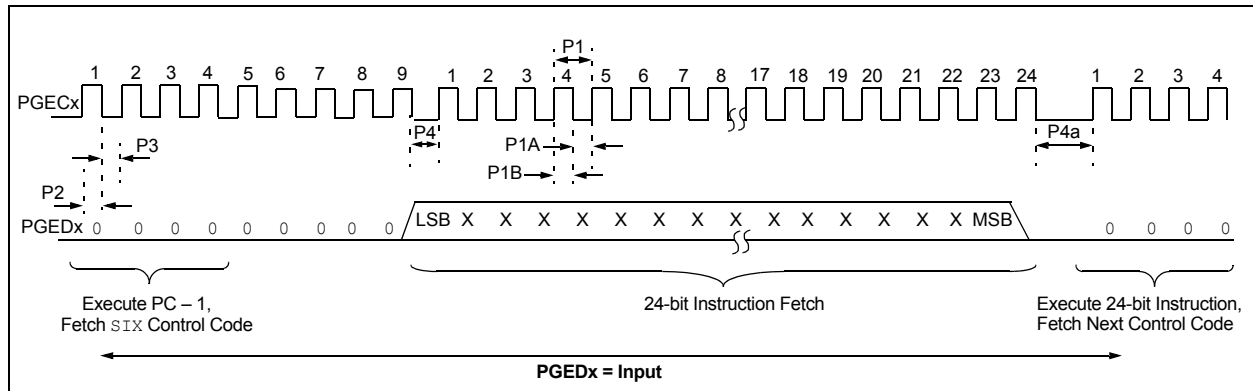 P1
1 2 3 4 5 6 7 8 9 1 2 3 4 5 6 7 8 17 18 19 20 21 22 23 24 1 2 3 4
PGECx
P4 P4a
P3 P1A
P1B
P2
PGEDx 0 0 0 0 0 0 0 0 0 LSB X X X X X X X X X X X X X X MSB 0 0 0 0
Execute PC – 1,
Fetch SIX Control Code
24-bit Instruction Fetch
Execute 24-bit Instruction,
Fetch Next Control Code
PGEDx = Input